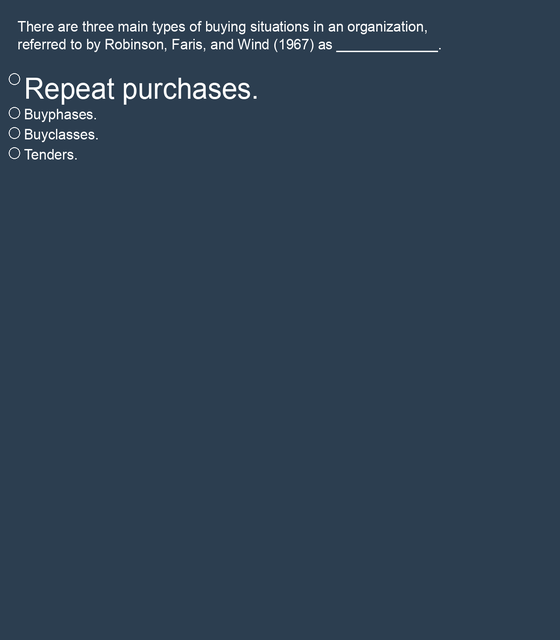 There are three main types of buying situations in an organization,
referred to by Robinson, Faris, and Wind (1967) as _____________.
Repeat purchases.
Buyphases.
Buyclasses.
Tenders.